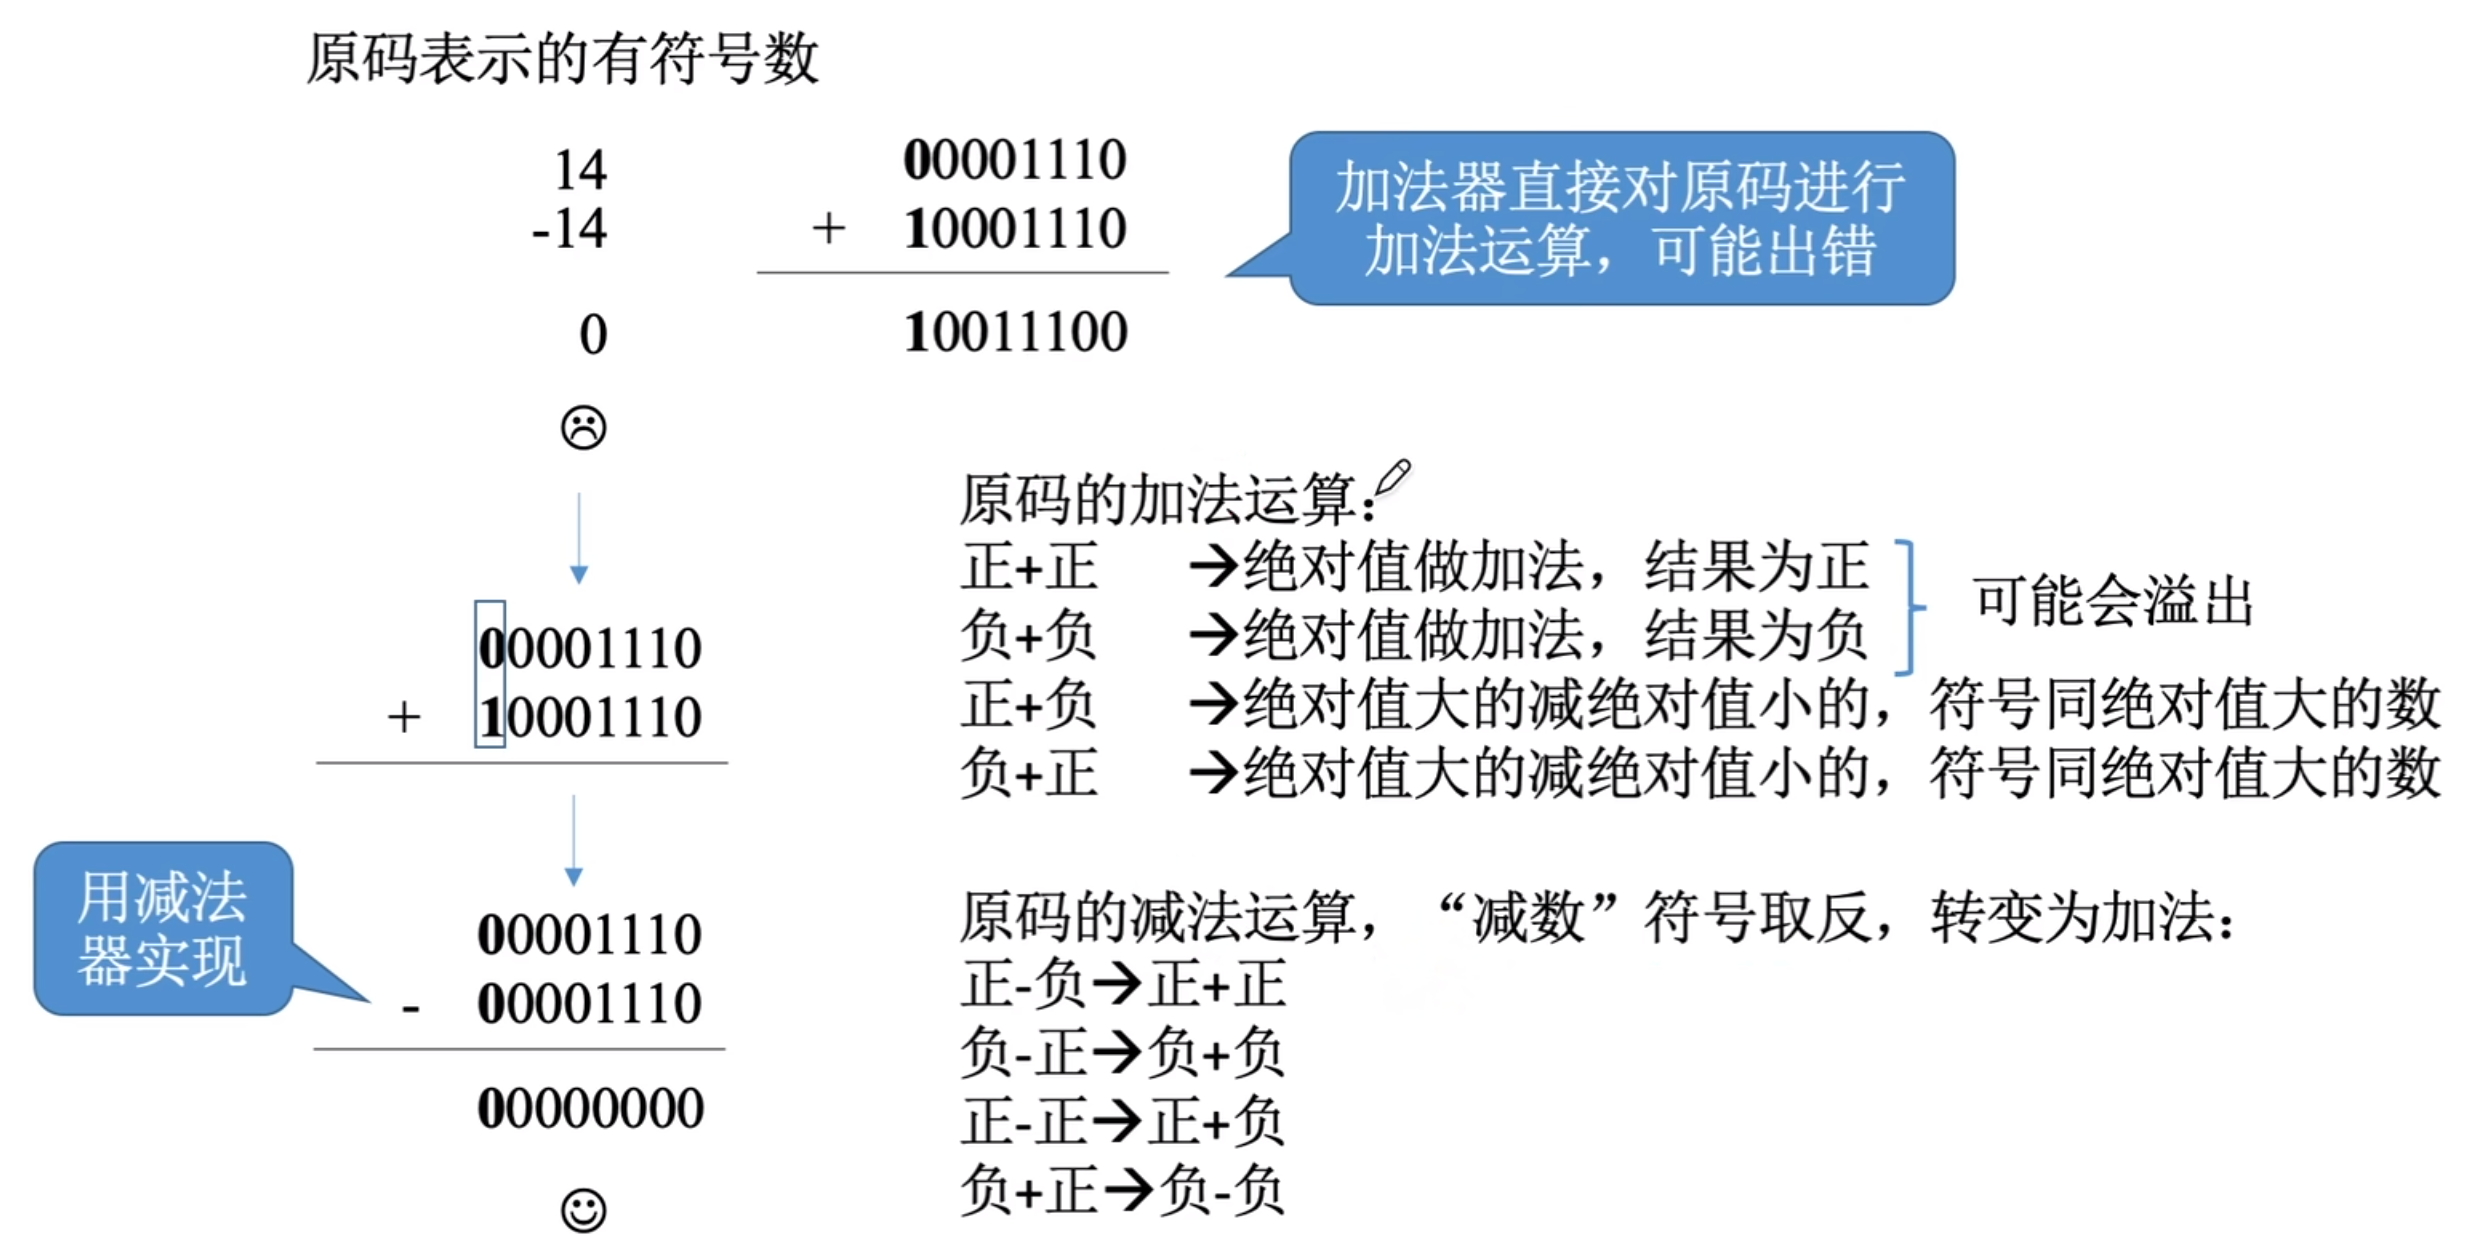 原码表示的有符号数
14
-14
0
00001110
+ 10001110
10011100
加法器直接对原码进行
加法运算，可能出错
00001110
+ 10001110
用减法
器实现
00001110
- 00001110
00000000
原码的加法运算：
正+正 →绝对值做加法，结果为正
负+负 →绝对值做加法，结果为负
可能会溢出
正+负 →绝对值大的减绝对值小的，符号同绝对值大的数
负+正 →绝对值大的减绝对值小的，符号同绝对值大的数
原码的减法运算，“减数”符号取反，转变为加法：
正-负→正+正
负-正→负+负
正-正→正+负
负+正→负-负